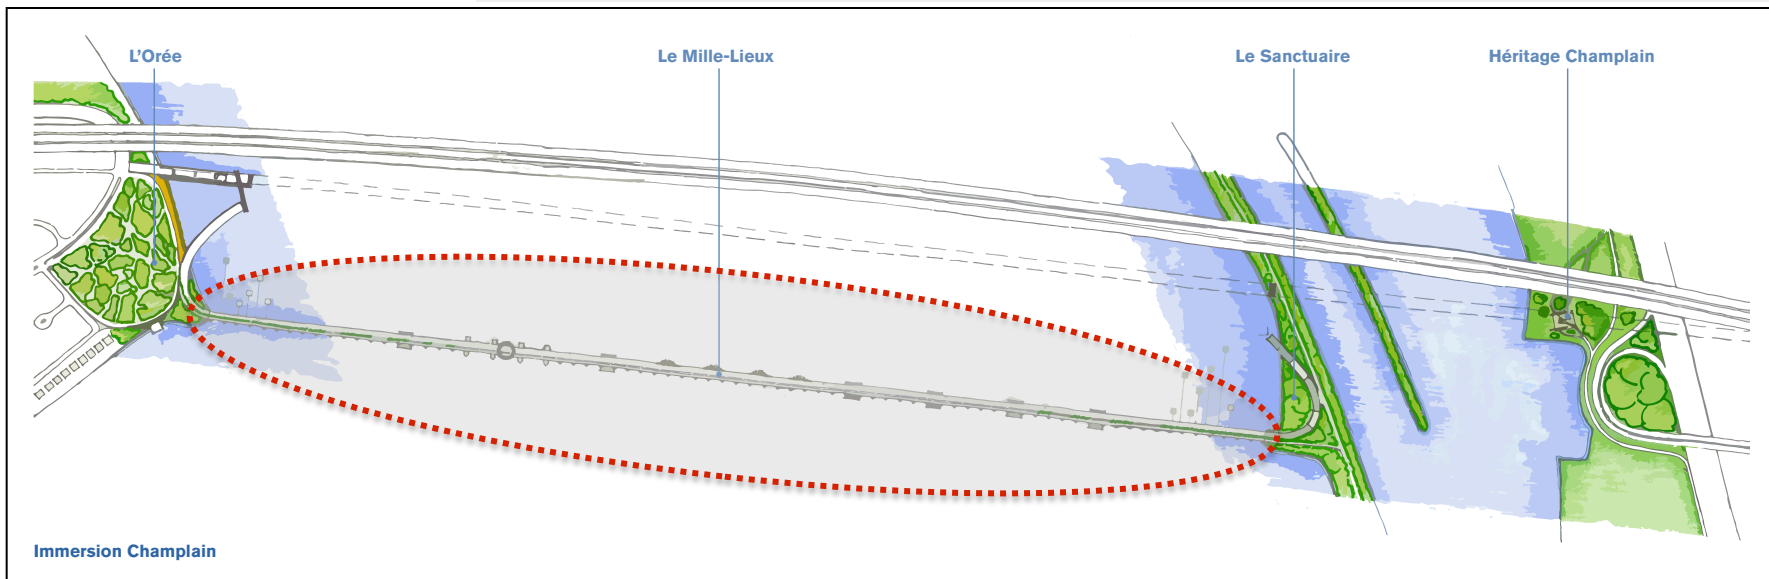 L'Orée
Le Mille-Lieux
Le Sanctuaire
Héritage Champlain
Immersion Champlain